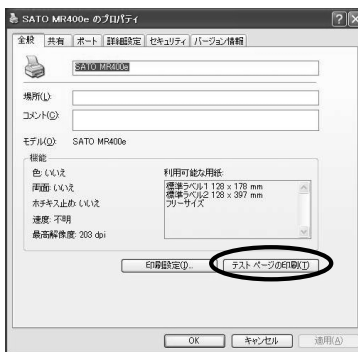 SATO MR400e のプロパティ
全般 共有 ポート 詳細設定 セキュリティ バージョン情報
SATO MR400e
場所(L):
コメント(C):
モデル(O): SATO MR400e
機能
色: いいえ
両面: いいえ
ホチキス止め: いいえ
速度: 不明
最高解像度: 203 dpi
利用可能な用紙:
標準ラベル1 128 x 178 mm
標準ラベル2 128 x 397 mm
フリーサイズ
印刷設定(I)... テスト ページの印刷(T)
OK キャンセル 適用(A)